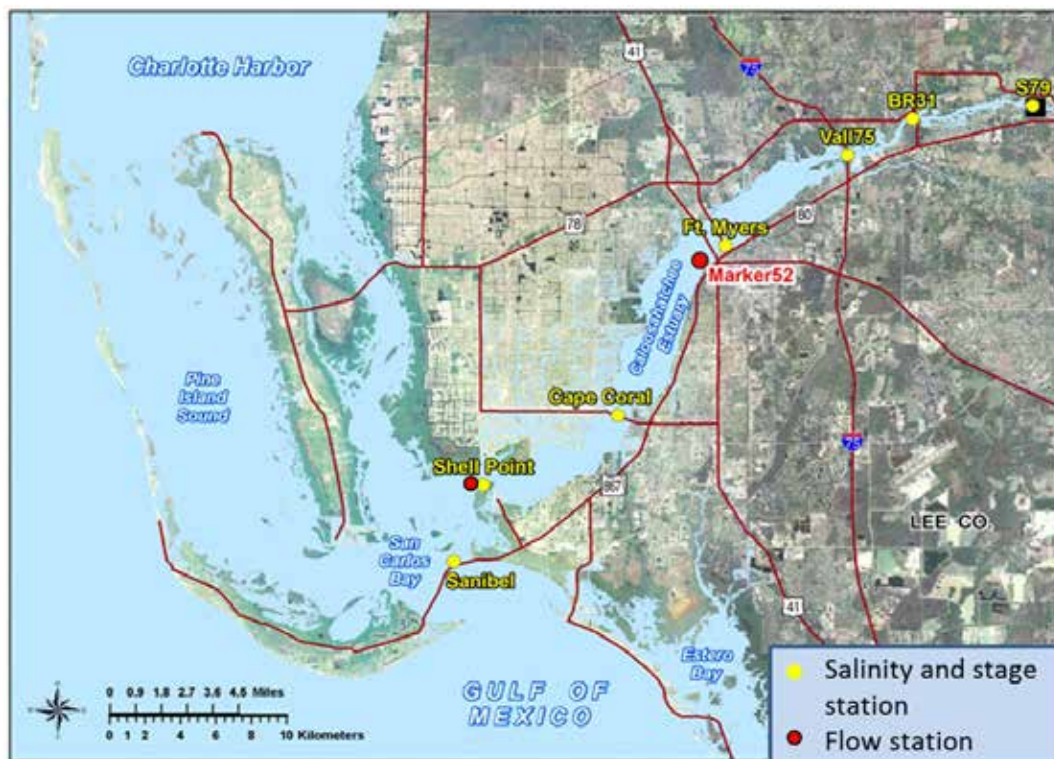 Charlotte Harbor
41
75
S79
BR31
Vall75
78
80
Ft. Myers
Marker52
Caloosahatchee
Estuary
Pine
Island
Sound
Cape Coral
75
Shell Point
867
LEE CO.
San
Carlos
Bay
Sanibel
41
Estero
Bay
GULF OF
MEXICO
0 0.9 1.8 2.7 3.6 4.5 Miles
0 1 2 4 6 8 10 Kilometers
Salinity and stage
station
Flow station